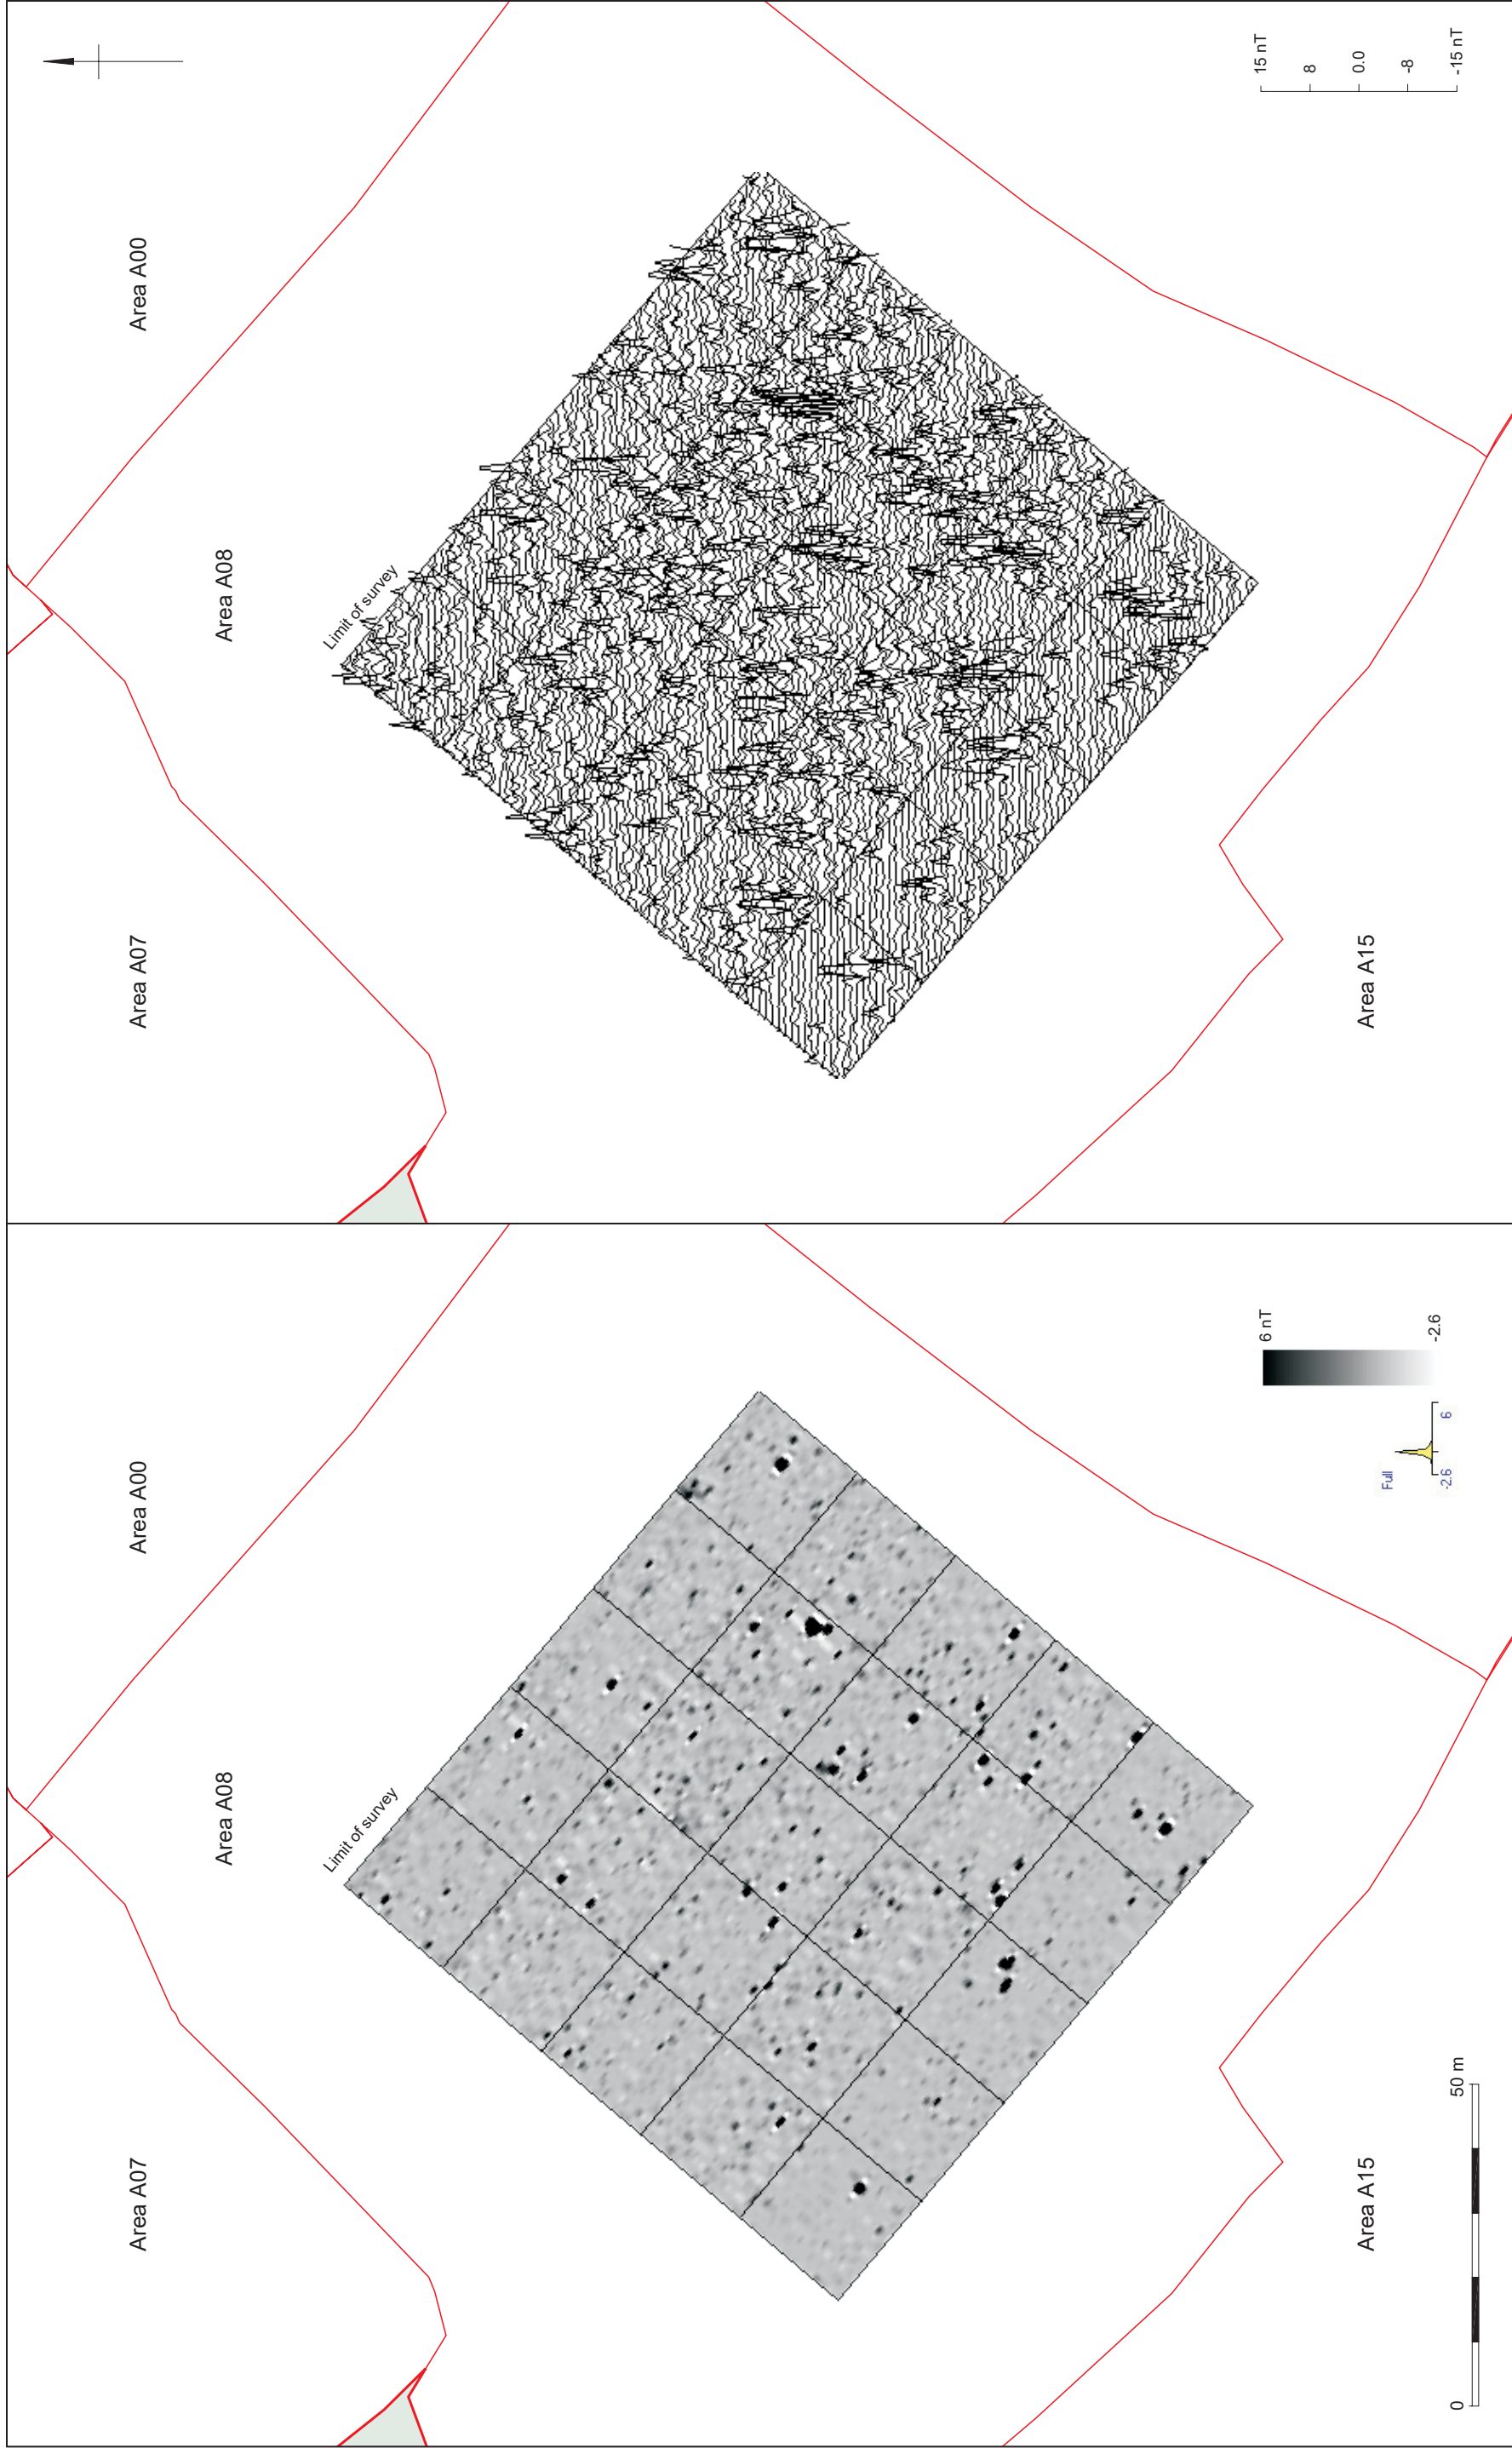 Area A07
Area A08
Area A00
Limit of survey
Area A15
0
50 m
Full
-2.6
6
6 nT
-2.6
Area A07
Area A08
Area A00
Limit of survey
Area A15
15 nT
8
0.0
-8
-15 nT